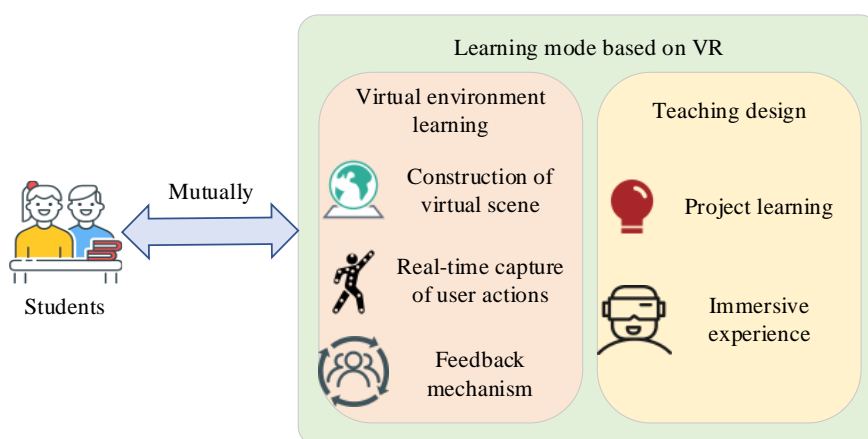 Learning mode based on VR
Virtual environment
learning
Construction of
virtual scene
Real-time capture
of user actions
Feedback
mechanism
Teaching design
Project learning
Immersive
experience
Mutually
Students